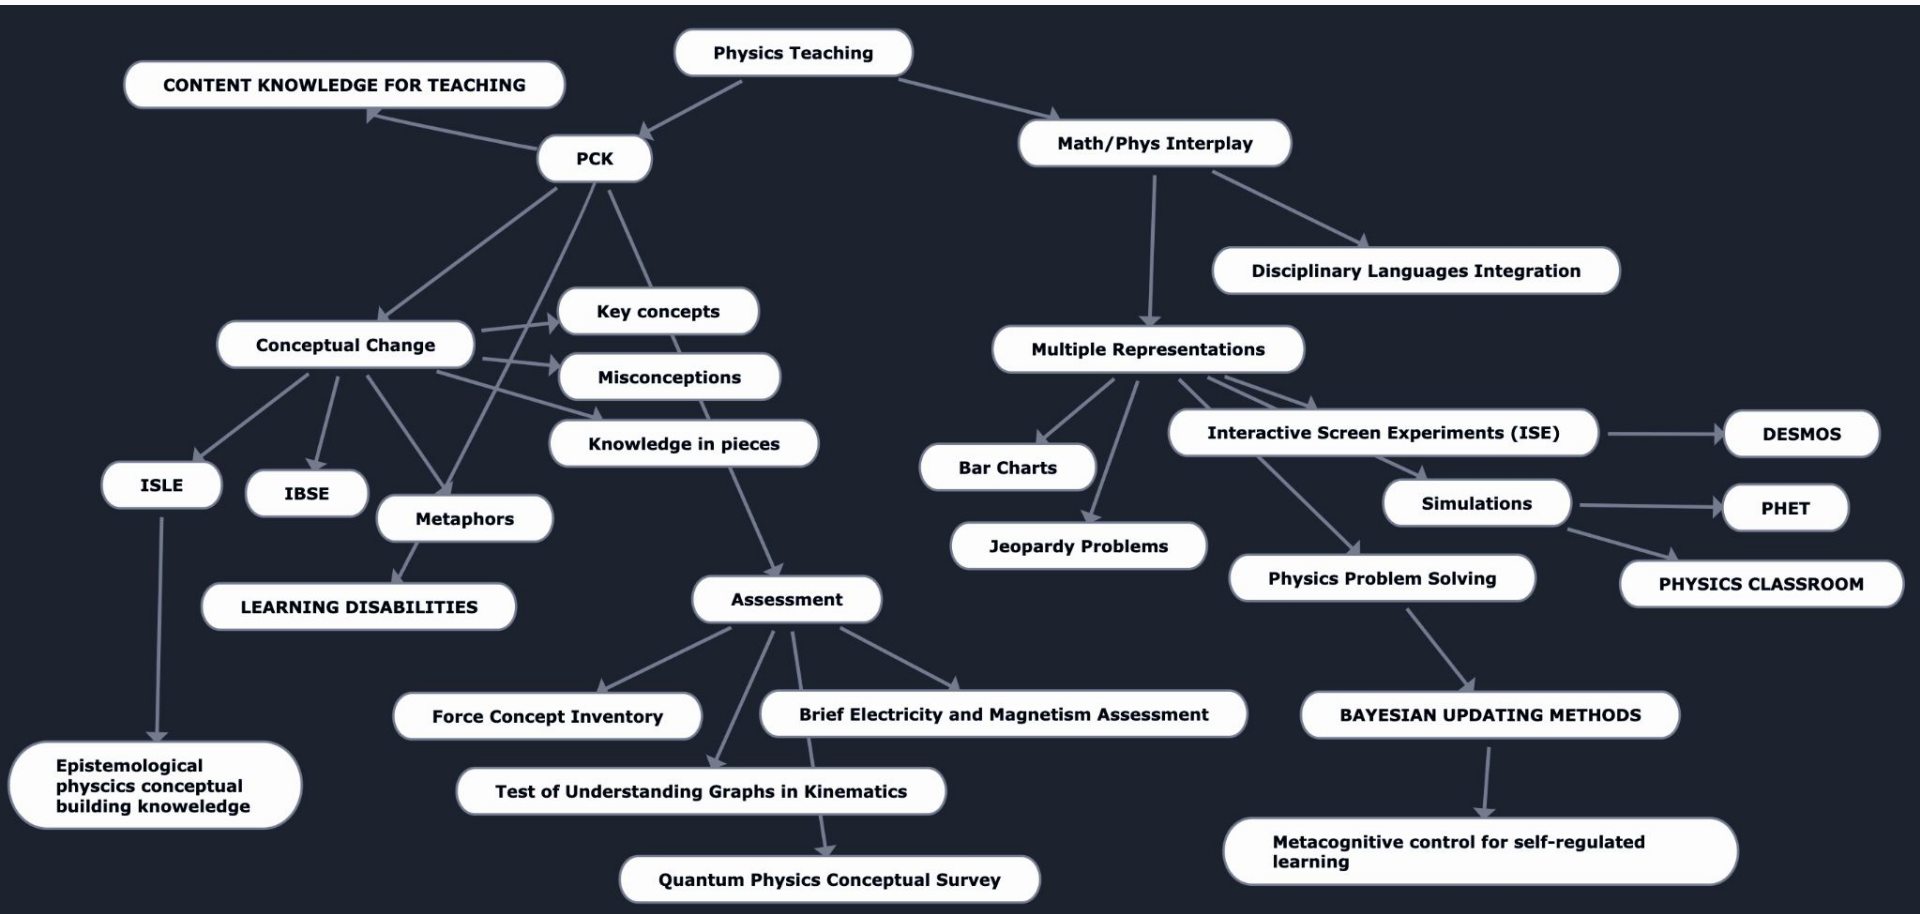 Physics Teaching
CONTENT KNOWLEDGE FOR TEACHING
PCK
Math/Phys Interplay
Disciplinary Languages Integration
Key concepts
Conceptual Change
Multiple Representations
Misconceptions
Knowledge in pieces
Interactive Screen Experiments (ISE)
DESMOS
Bar Charts
ISLE
IBSE
Metaphors
Simulations
PHET
Jeopardy Problems
Physics Problem Solving
PHYSICS CLASSROOM
LEARNING DISABILITIES
Assessment
Force Concept Inventory
Brief Electricity and Magnetism Assessment
BAYESIAN UPDATING METHODS
Epistemological
physcics conceptual
building knoweledge
Test of Understanding Graphs in Kinematics
Metacognitive control for self-regulated
learning
Quantum Physics Conceptual Survey